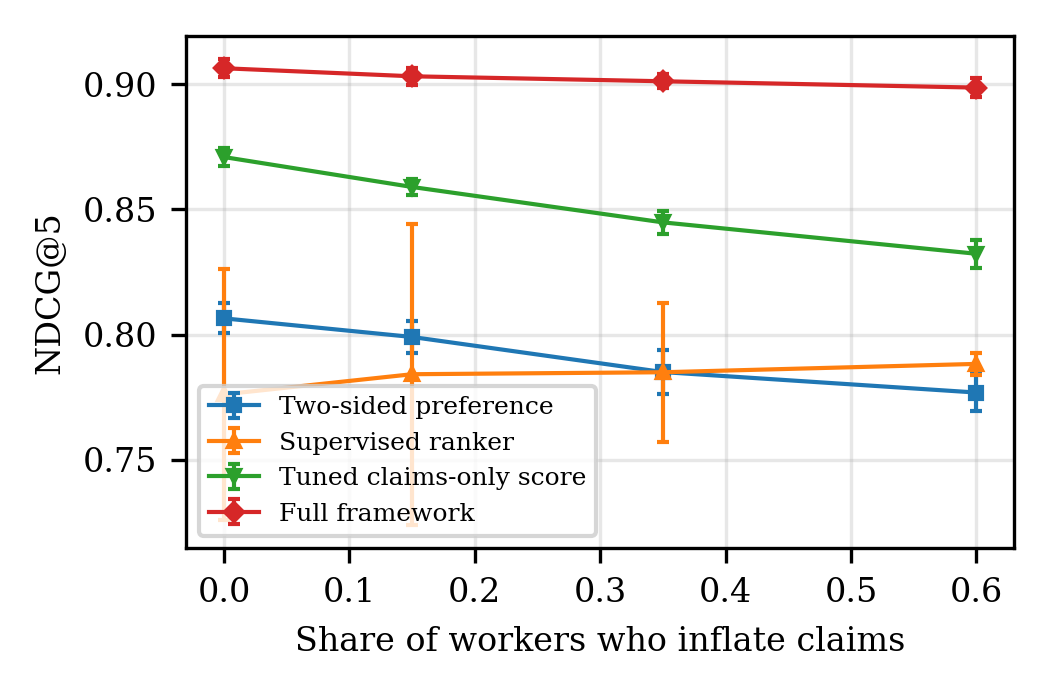 0.90
0.85
0.80
0.75
NDCG@5
Two-sided preference
Supervised ranker
Tuned claims-only score
Full framework
0.0 0.1 0.2 0.3 0.4 0.5 0.6
Share of workers who inflate claims